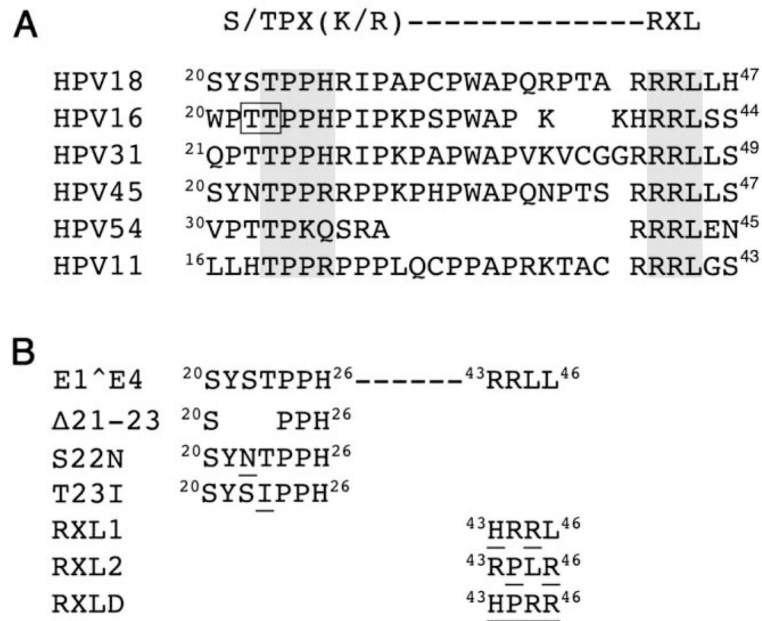 A
S/TPX(K/R)-------------RXL
HPV18 20SYSTPPHRIPAPCPWAPQRPTA RRRLLH47
HPV16 20WPTTPPHPIPKPSPWAP K KHRRLSS44
HPV31 21QPTTPPHRIPKPAPWAPVKVCGGRRRLLS49
HPV45 20SYNTPPRRPPKPHPWAPQNPTS RRRLLS47
HPV54 30VPTTPKQSRA RRRLEN45
HPV11 16LLHTPPRPPPLQCPPAPRKTAC RRRLGS43
B
E1^E4 20SYSTPPH26------43RRLL46
Δ21-23 20S PPH26
S22N 20SYNTPPH26
T23I 20SYSIPPH26
RXL1 43HRRL46
RXL2 43RPLR46
RXLD 43HPRR46